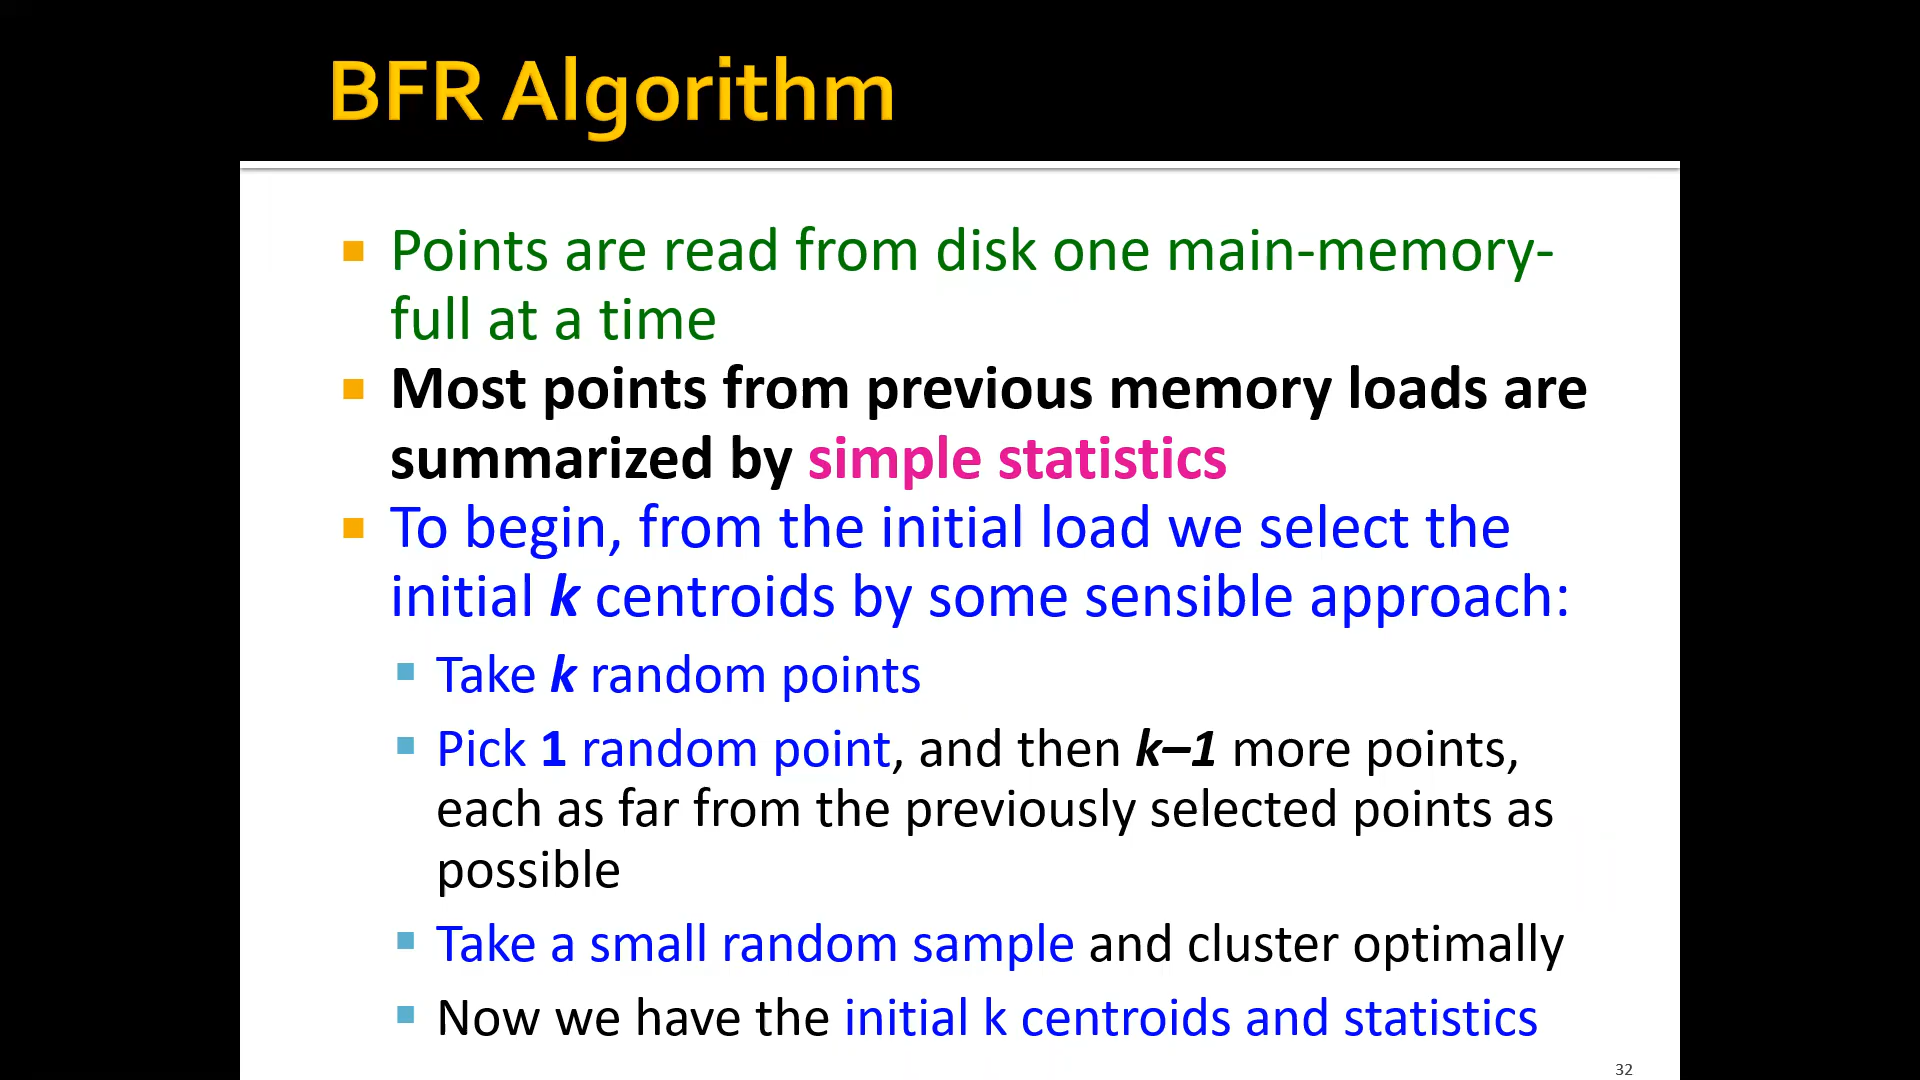 BFR Algorithm
Points are read from disk one main-memory-
full at a time
Most points from previous memory loads are
summarized by simple statistics
To begin, from the initial load we select the
initial k centroids by some sensible approach:
Take k random points
Pick 1 random point, and then k–1 more points,
each as far from the previously selected points as
possible
Take a small random sample and cluster optimally
Now we have the initial k centroids and statistics
32